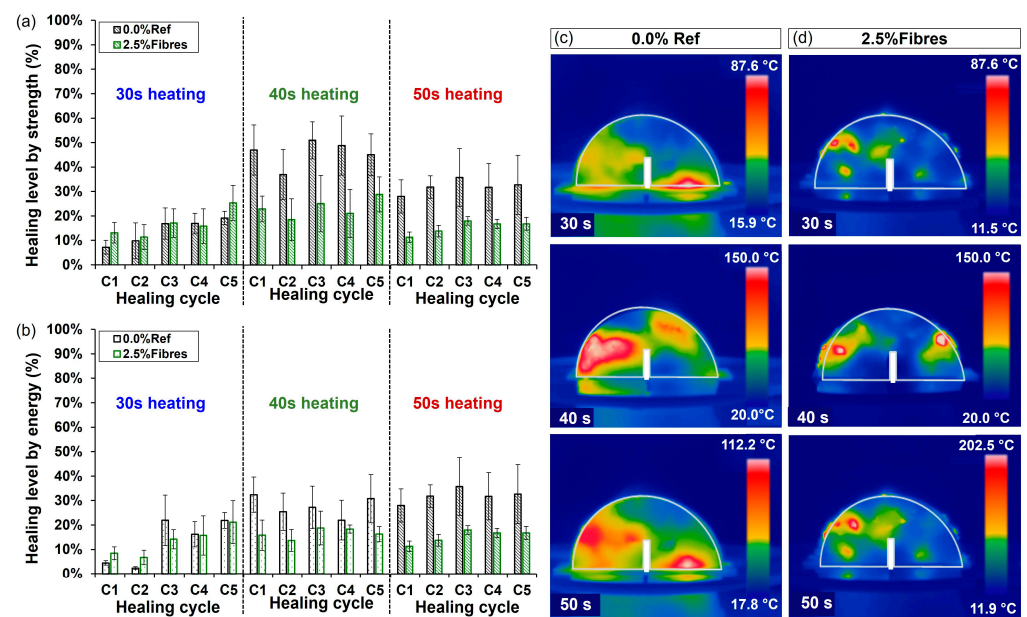 (a)
Healing level by strength (%)
100%
90%
80%
70%
60%
50%
40%
30%
20%
10%
0%
0.0%Ref
2.5%Fibres
30s heating
40s heating
50s heating
C1 C2 C3 C4 C5
C1 C2 C3 C4 C5
C1 C2 C3 C4 C5
Healing cycle
Healing cycle
Healing cycle
(b)
Healing level by energy (%)
100%
90%
80%
70%
60%
50%
40%
30%
20%
10%
0%
0.0%Ref
2.5%Fibres
30s heating
40s heating
50s heating
C1 C2 C3 C4 C5
C1 C2 C3 C4 C5
C1 C2 C3 C4 C5
Healing cycle
Healing cycle
Healing cycle
(c)
0.0% Ref
87.6 °C
15.9 °C
30 s
150.0 °C
20.0°C
40 s
112.2 °C
17.8 °C
50 s
(d)
2.5%Fibres
87.6 °C
11.5 °C
30 s
150.0 °C
20.0 °C
40 s
202.5 °C
11.9 °C
50 s